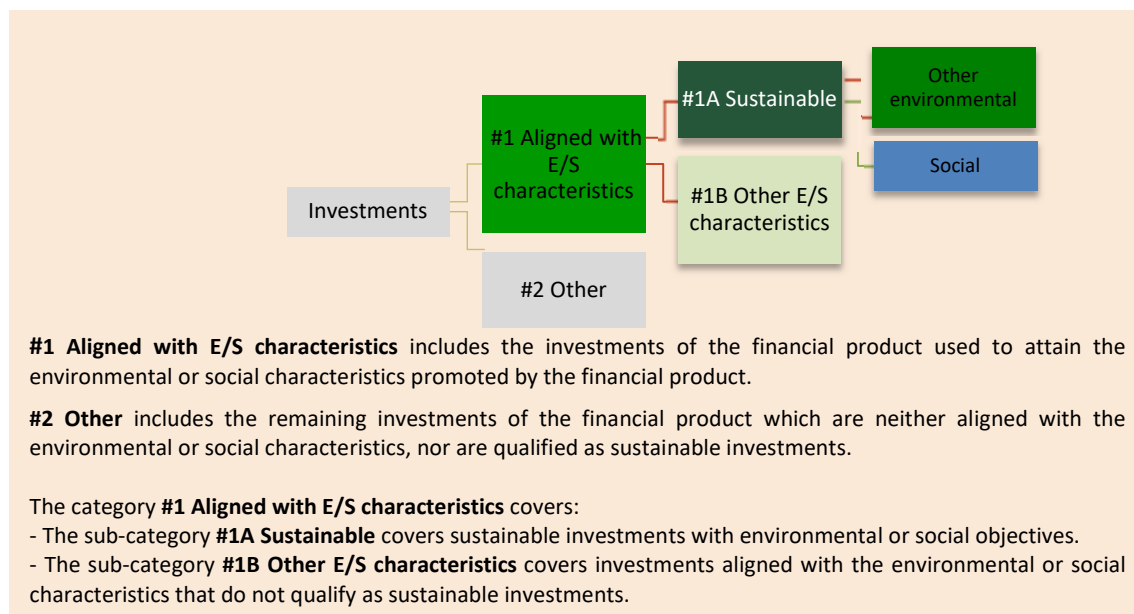 Investments
#1 Aligned with
E/S
characteristics
#2 Other
#1A Sustainable
#1B Other E/S
characteristics
Other
environmental
Social
#1 Aligned with E/S characteristics includes the investments of the financial product used to attain the
environmental or social characteristics promoted by the financial product.
#2 Other includes the remaining investments of the financial product which are neither aligned with the
environmental or social characteristics, nor are qualified as sustainable investments.
The category #1 Aligned with E/S characteristics covers:
- The sub-category #1A Sustainable covers sustainable investments with environmental or social objectives.
- The sub-category #1B Other E/S characteristics covers investments aligned with the environmental or social
characteristics that do not qualify as sustainable investments.